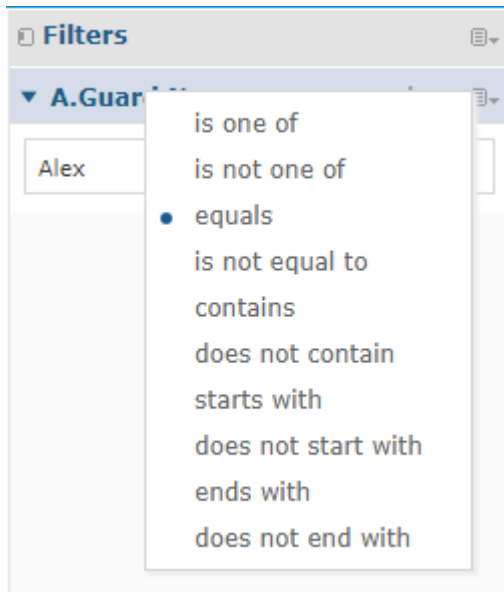 Filters
A.Guar
Alex
is one of
is not one of
equals
is not equal to
contains
does not contain
starts with
does not start with
ends with
does not end with